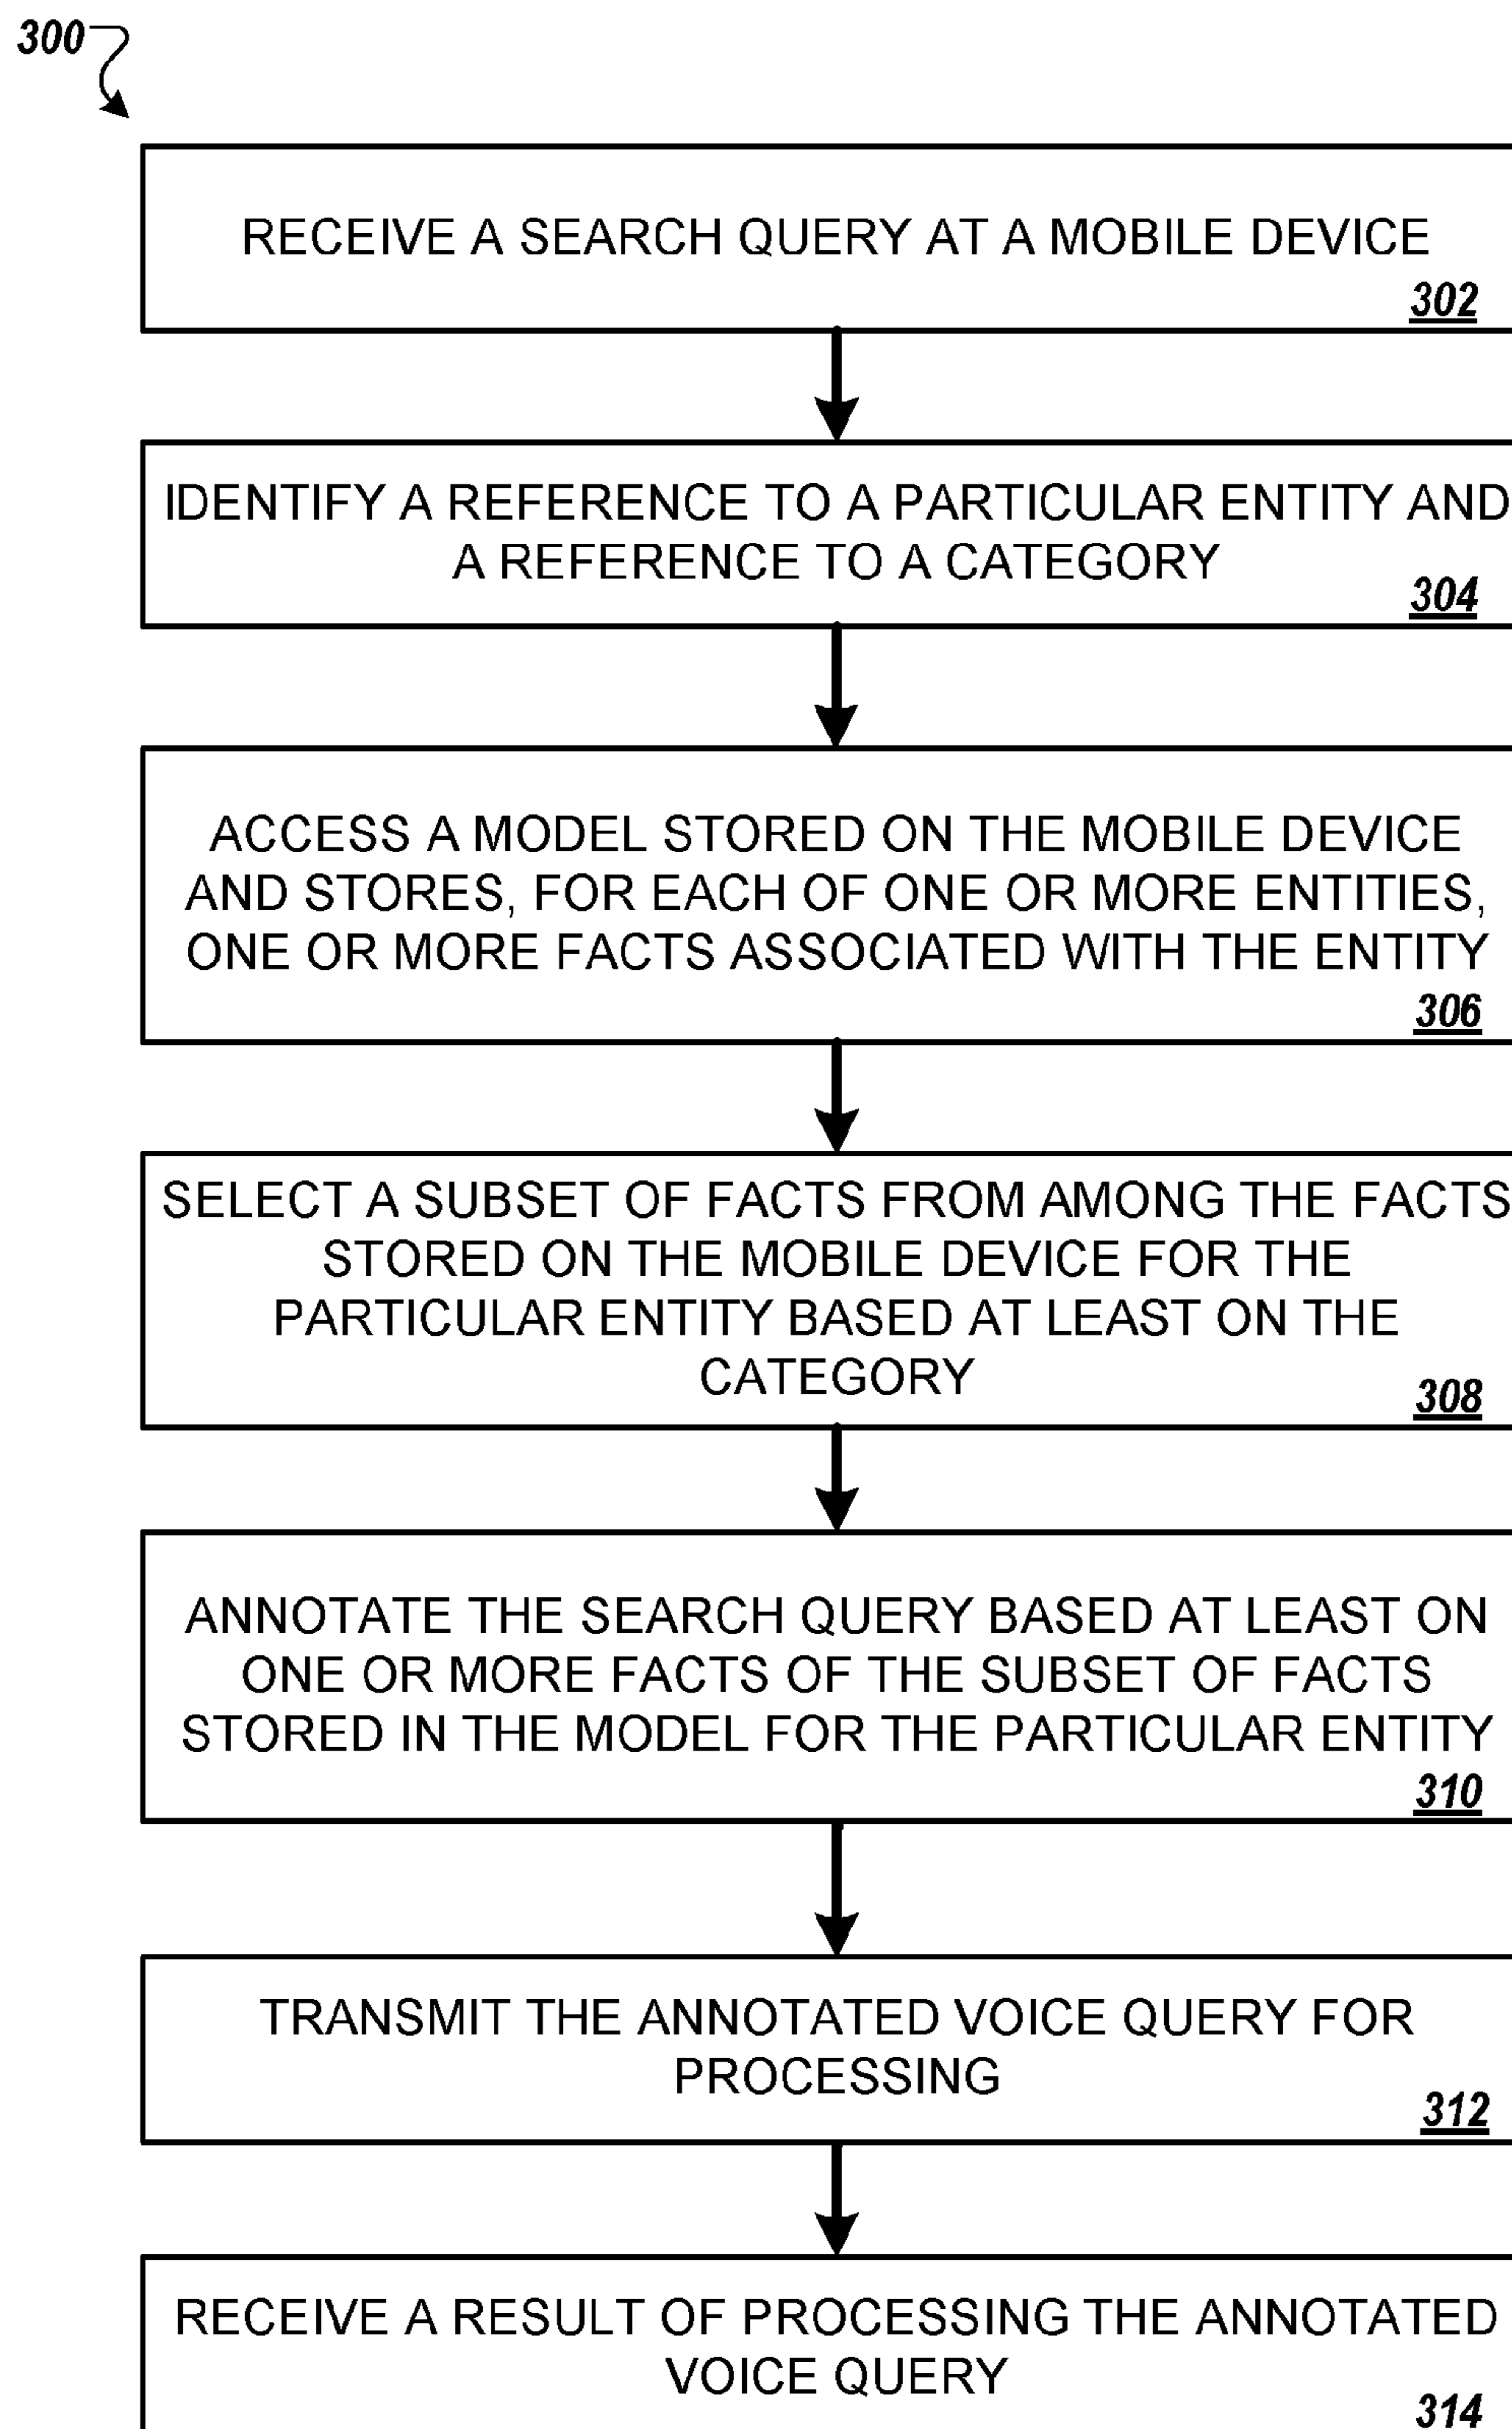 300
RECEIVE A SEARCH QUERY AT A MOBILE DEVICE
302
IDENTIFY A REFERENCE TO A PARTICULAR ENTITY AND
A REFERENCE TO A CATEGORY
304
ACCESS A MODEL STORED ON THE MOBILE DEVICE
AND STORES, FOR EACH OF ONE OR MORE ENTITIES,
ONE OR MORE FACTS ASSOCIATED WITH THE ENTITY
306
SELECT A SUBSET OF FACTS FROM AMONG THE FACTS
STORED ON THE MOBILE DEVICE FOR THE
PARTICULAR ENTITY BASED AT LEAST ON THE
CATEGORY
308
ANNOTATE THE SEARCH QUERY BASED AT LEAST ON
ONE OR MORE FACTS OF THE SUBSET OF FACTS
STORED IN THE MODEL FOR THE PARTICULAR ENTITY
310
TRANSMIT THE ANNOTATED VOICE QUERY FOR
PROCESSING
312
RECEIVE A RESULT OF PROCESSING THE ANNOTATED
VOICE QUERY
314